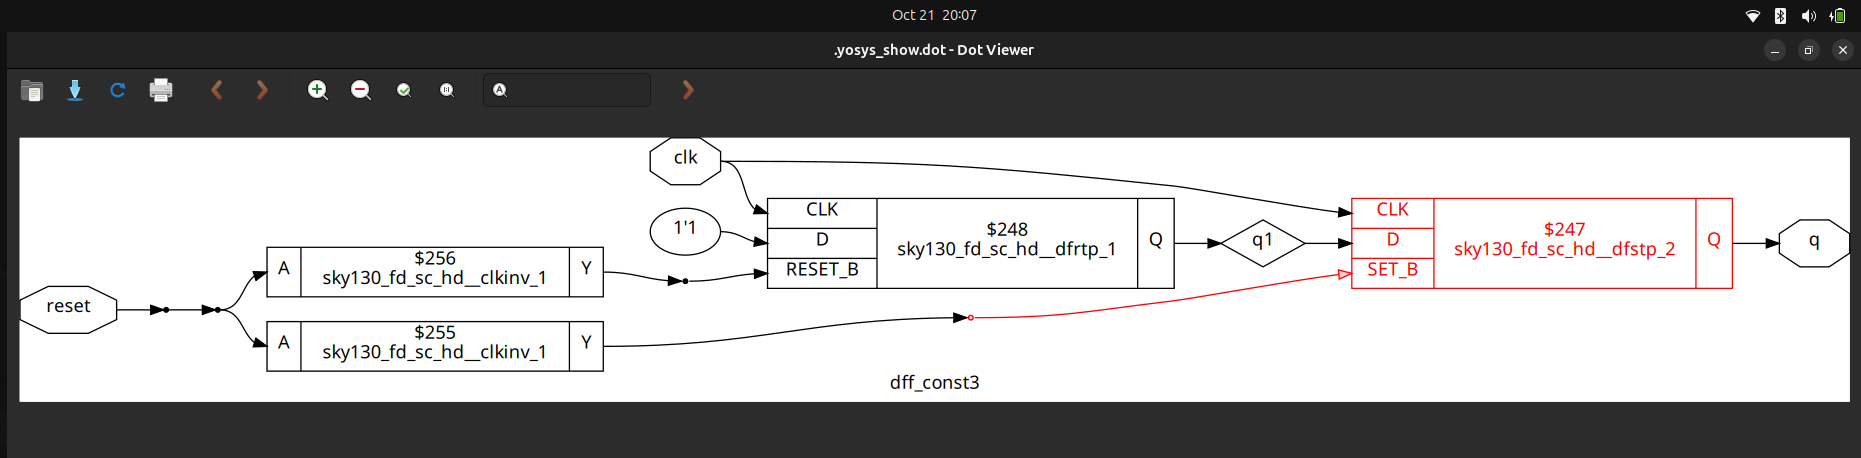 Oct 21 20:07
.yosys_show.dot - Dot Viewer
clk
1'1
CLK
D
RESET_B
$248
sky130_fd_sc_hd__dfrtp_1
Q
q1
CLK
D
SET_B
$247
sky130_fd_sc_hd__dfstp_2
Q
q
reset
A
$256
sky130_fd_sc_hd__clkinv_1
Y
A
$255
sky130_fd_sc_hd__clkinv_1
Y
dff_const3